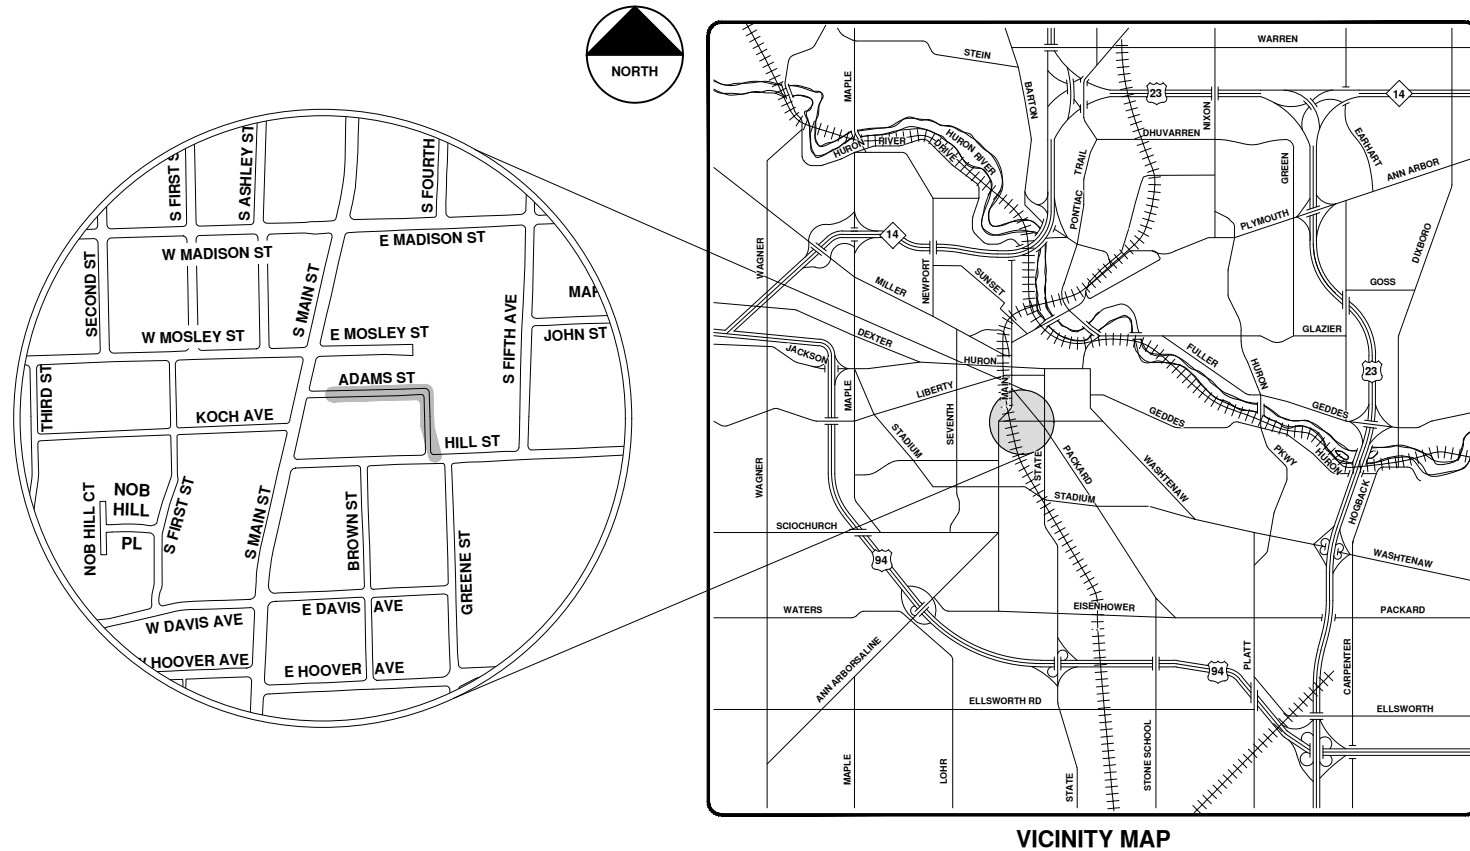 NORTH
S FIRST S
S ASHLEY ST
S FOURTH
W MADISON ST
E MADISON ST
SECOND ST
S MAIN ST
MAP
W MOSLEY ST
E MOSLEY ST
S FIFTH AVE
JOHN ST
THIRD ST
ADAMS ST
KOCH AVE
HILL ST
NOB HILL CT
NOB
HILL
PL
S FIRST ST
S MAIN ST
BROWN ST
GREENE ST
E DAVIS AVE
W DAVIS AVE
HOOVER AVE
E HOOVER AVE
WARREN
STEIN
MAPLE
BARTON
23
14
NIXON
DHUVARREN
HURON RIVER DRIVE
HURON RIVER
PONTIAC TRAIL
GREEN
EARHART
ANN ARBOR
PLYMOUTH
DIXBORO
WAGNER
14
NEWPORT
SUNSET
MILLER
GOSS
DEXTER
GLAZIER
JACKSON
HURON
FULLER
HURON
23
MAPLE
LIBERTY
MAIN
SEVENTH
GEDDES
GEDDES
STADIUM
STATE
PACKARD
WASHTENAW
PKWY
HURON
WAGNER
STADIUM
HOGBACK
SCIOCHURCH
94
WASHTENAW
WATERS
EISENHOWER
PACKARD
ANN ARBORSALINE
PLATT
CARPENTER
94
ELLSWORTH RD
ELLSWORTH
MAPLE
LOHR
STATE
STONE SCHOOL
VICINITY MAP